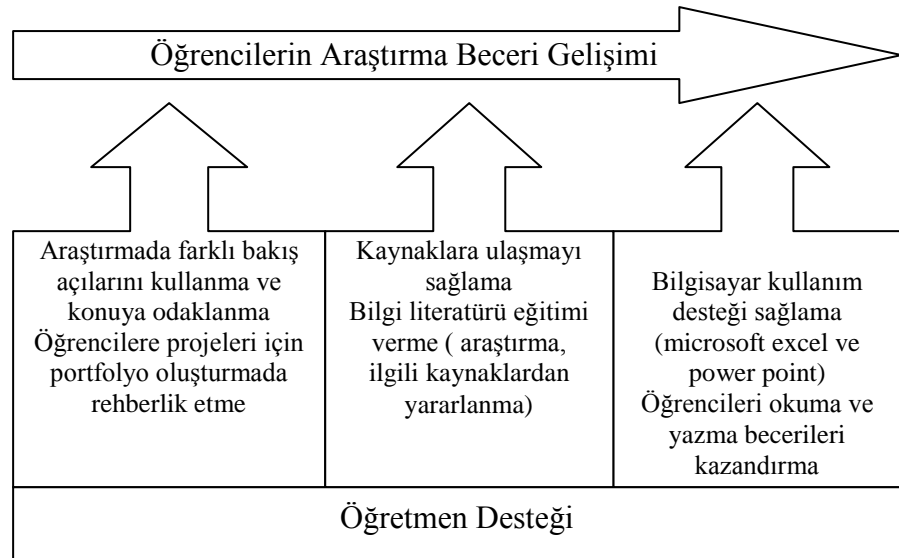 Öğrencilerin Araştırma Beceri Gelişimi
Araştırmada farklı bakış
açılarını kullanma ve
konuya odaklanma
Öğrencilere projeleri için
portfolyo oluşturmada
rehberlik etme
Kaynaklara ulaşmayı
sağlama
Bilgi literatürü eğitimi
verme ( araştırma,
ilgili kaynaklardan
yararlanma)
Bilgisayar kullanım
desteği sağlama
(microsoft excel ve
power point)
Öğrencileri okuma ve
yazma becerileri
kazandırma
Öğretmen Desteği